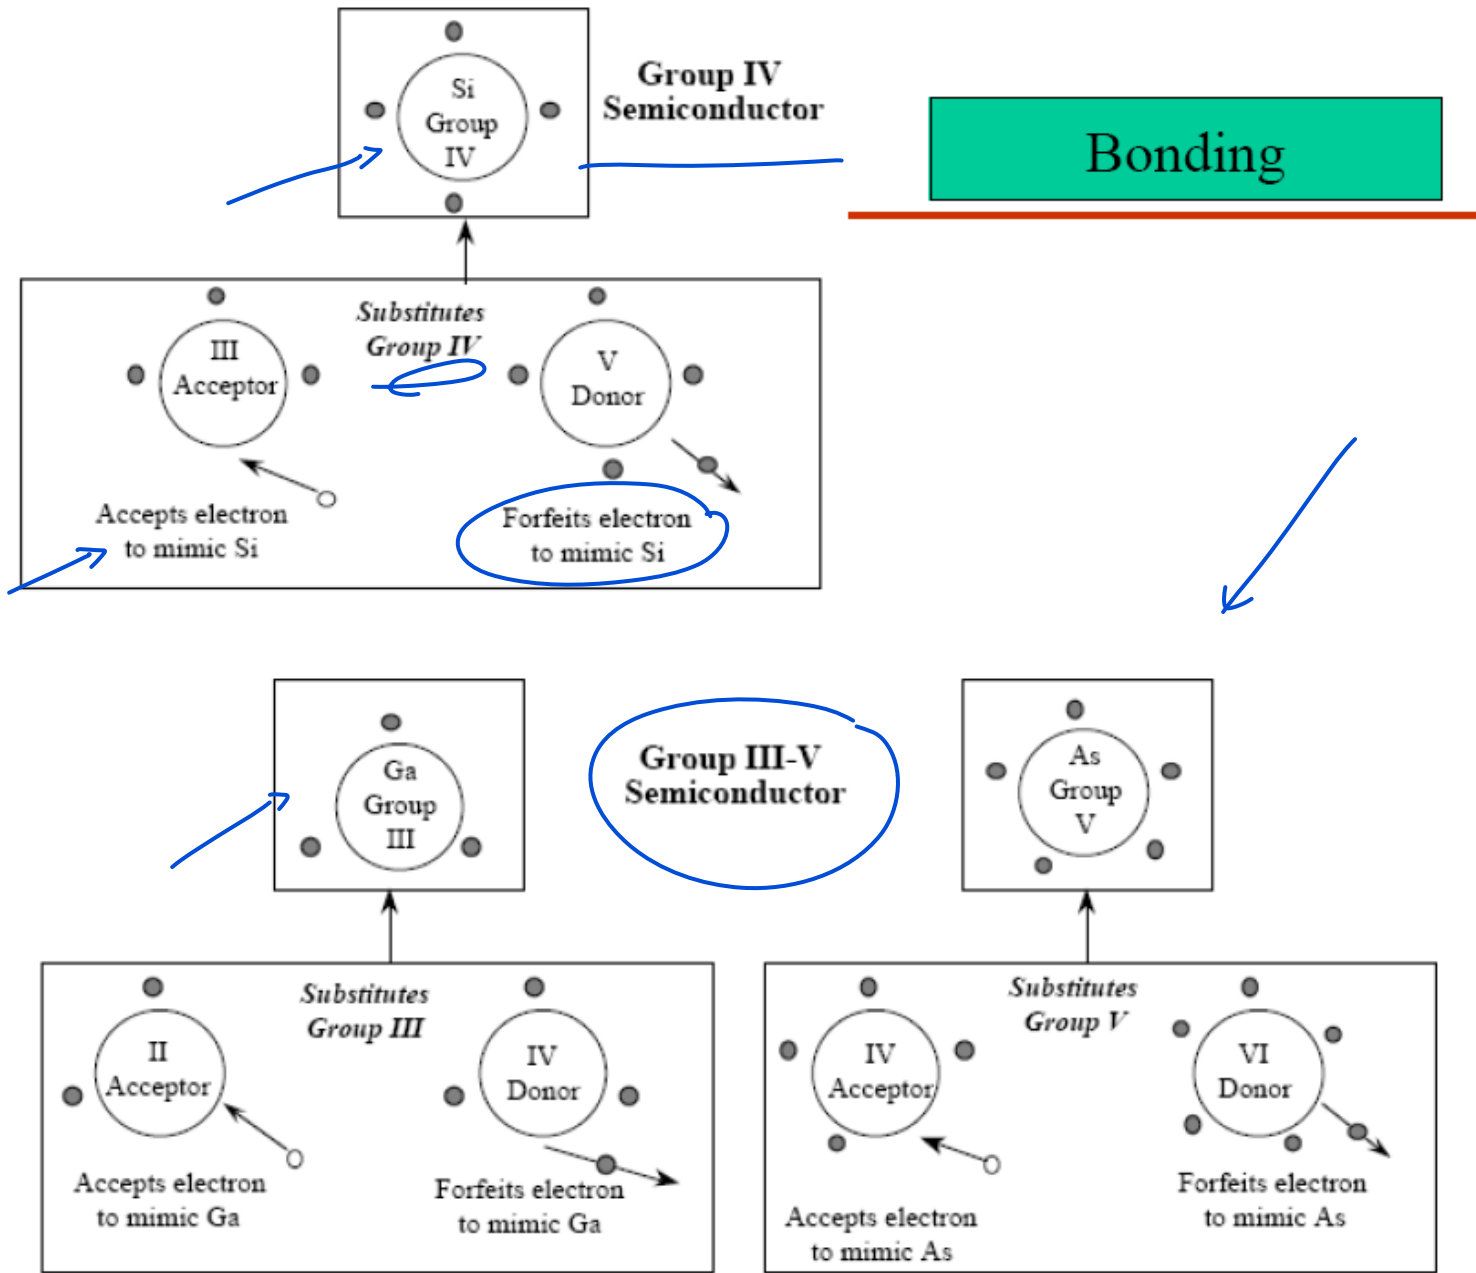 Si
Group
IV
Group IV
Semiconductor
Bonding
Substitutes
Group IV
III
Acceptor
V
Donor
Accepts electron
to mimic Si
Forfeits electron
to mimic Si
Ga
Group
III
Group III-V
Semiconductor
As
Group
V
Substitutes
Group III
II
Acceptor
IV
Donor
Accepts electron
to mimic Ga
Forfeits electron
to mimic Ga
Substitutes
Group V
IV
Acceptor
VI
Donor
Accepts electron
to mimic As
Forfeits electron
to mimic As